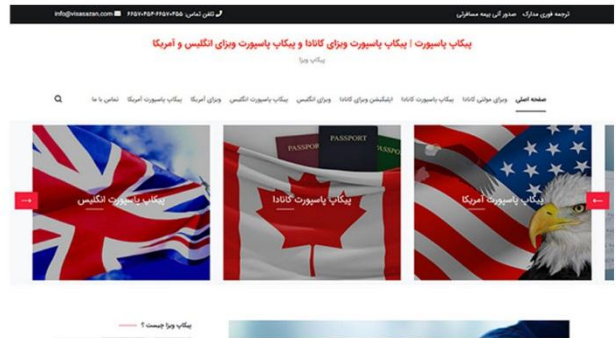 ترجمه فوری مدارک   صدور آنی بیمه مسافرتی
تلفن تماس: ۶۶۵۷۰۴۵۴-۶۶۵۷۰۴۵۵   info@visasazan.com
پیکاپ پاسپورت | پیکاپ پاسپورت ویزای کانادا و پیکاپ پاسپورت ویزای انگلیس و آمریکا
پیکاپ ویزا
صفحه اصلی   ویزای مولتی کانادا   پیکاپ پاسپورت کانادا   اپلیکیشن ویزای کانادا   ویزای انگلیس   پیکاپ پاسپورت انگلیس   ویزای آمریکا   پیکاپ پاسپورت آمریکا   تماس با ما
PASSPORT
PASSPORT
پیکاپ پاسپورت آمریکا
پیکاپ پاسپورت کانادا
پیکاپ پاسپورت انگلیس
پیکاپ ویزا چیست ؟